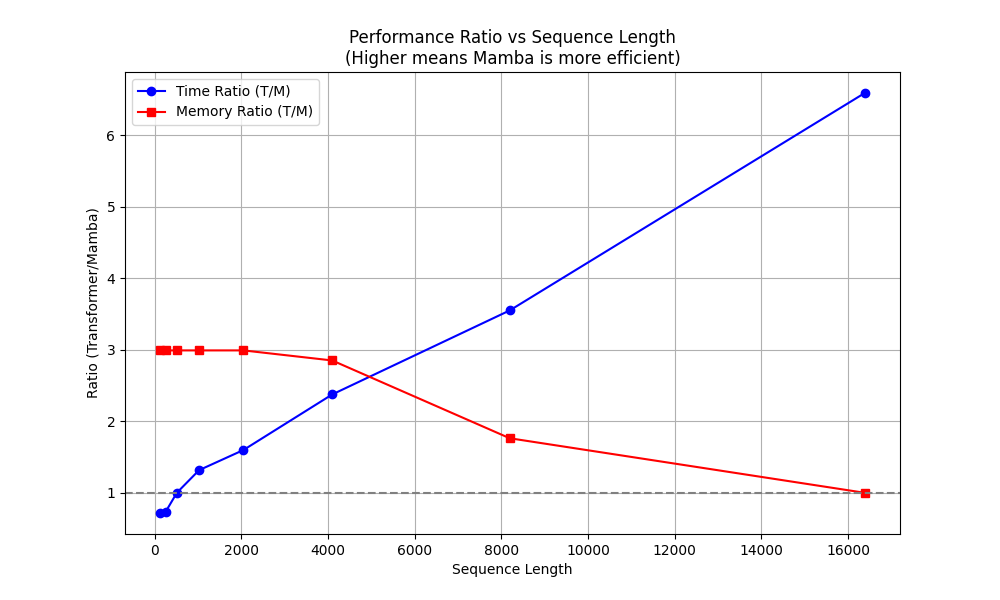 Performance Ratio vs Sequence Length
(Higher means Mamba is more efficient)
Time Ratio (T/M)
Memory Ratio (T/M)
Ratio (Transformer/Mamba)
6
5
4
3
2
1
0 2000 4000 6000 8000 10000 12000 14000 16000
Sequence Length